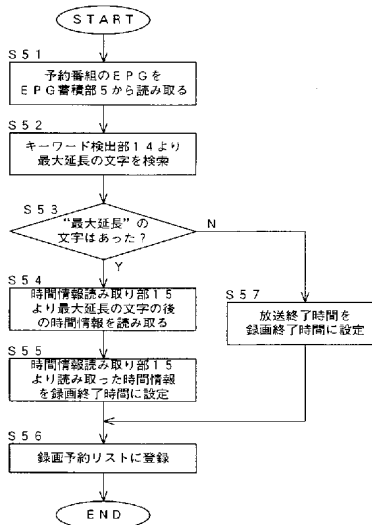 START
S51
予約番組のEPGを
EPG蓄積部5から読み取る
S52
キーワード検出部14より
最大延長の文字を検索
S53
“最大延長”の
文字はあった?
N
Y
S54
時間情報読み取り部15
より最大延長の文字の後
の時間情報を読み取る
S57
放送終了時間を
録画終了時間に設定
S55
時間情報読み取り部15
より読み取った時間情報
を録画終了時間に設定
S56
録画予約リストに登録
END